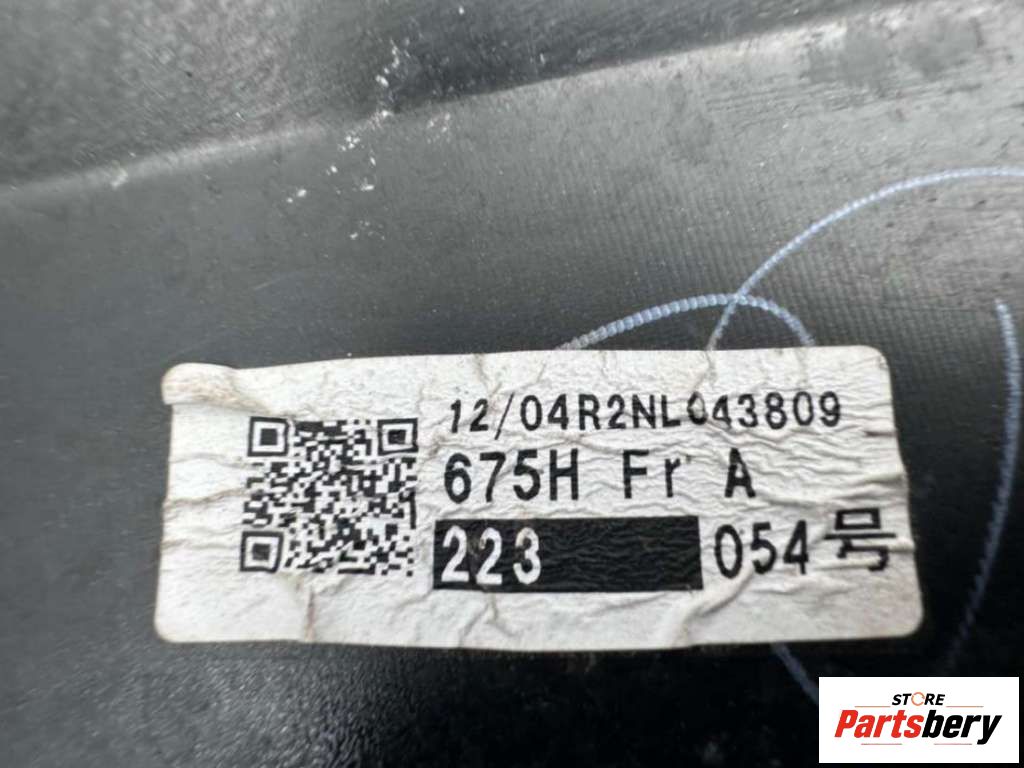 12/04R2NL043809
675H Fr A
223 054号
STORE
Partsbery